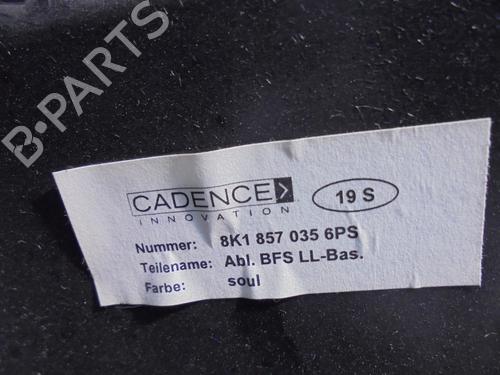 B-PARTS
CADENCE
INNOVATION
19 S
Nummer: 8K1 857 035 6PS
Teilename: Abl. BFS LL-Bas.
Farbe: soul